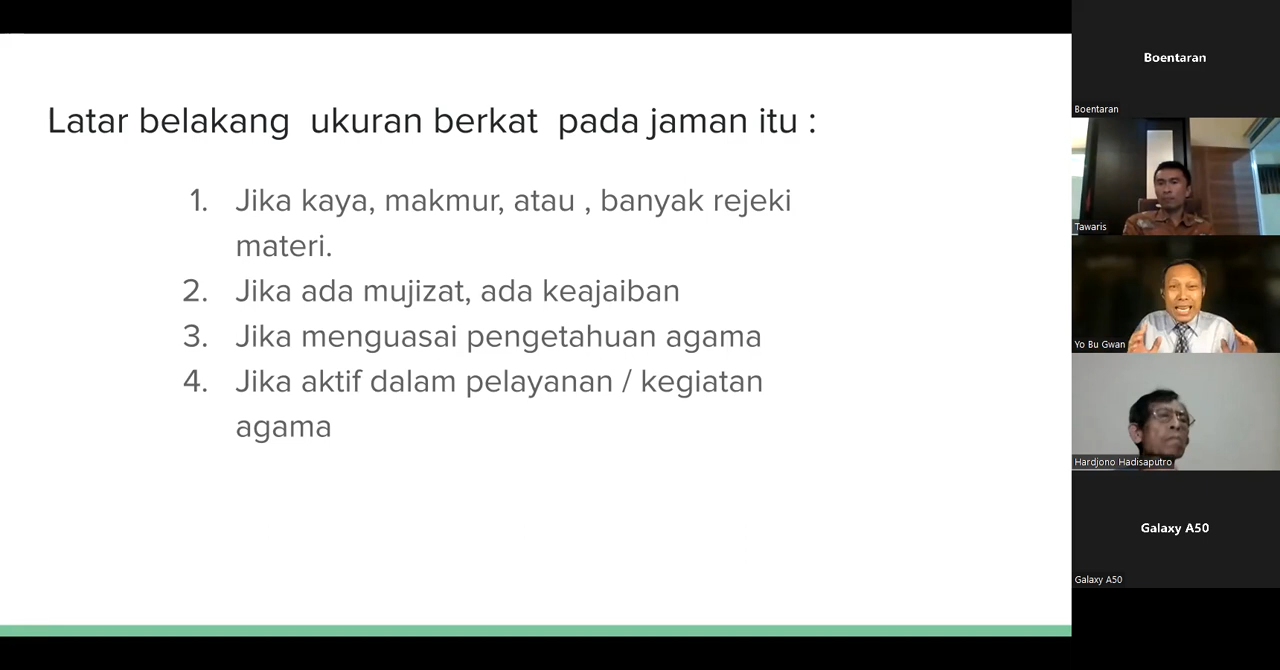 Latar belakang  ukuran berkat  pada jaman itu :
1. Jika kaya, makmur, atau , banyak rejeki
materi.
2. Jika ada mujizat, ada keajaiban
3. Jika menguasai pengetahuan agama
4. Jika aktif dalam pelayanan / kegiatan
agama
Boentaran
Boentaran
Tawaris
Yo Bu Gwan
Hardjono Hadisaputro
Galaxy A50
Galaxy A50